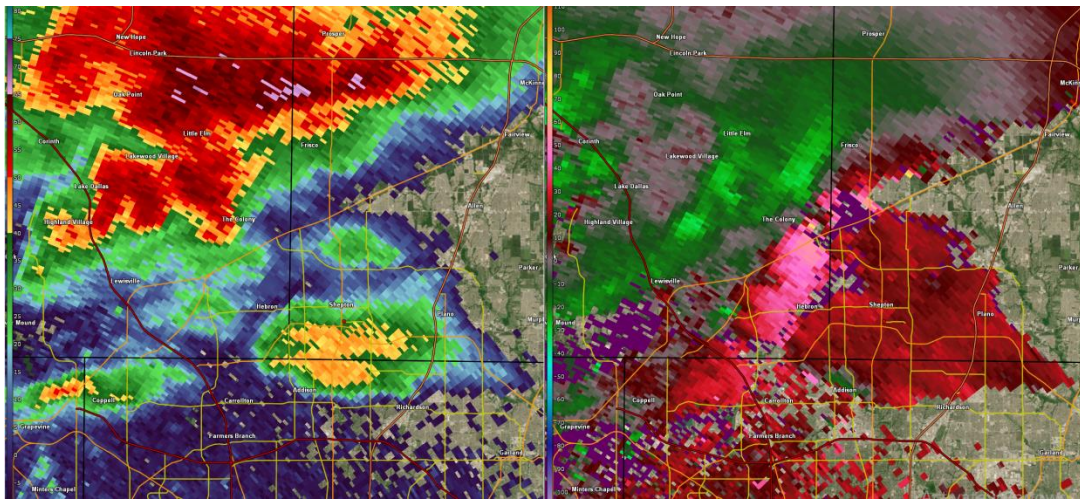 New Hope
Prosper
Lincoln Park
Oak Point
McKinn
Little Elm
Fairview
Corinth
Frisco
Lakewood Village
Lake Dallas
Allen
Highland Village
The Colony
Parker
Lewisville
Hebron
Shepton
Mound
Plano
Murp
Addison
Coppell
Carrollton
Richardson
Grapevine
Farmers Branch
Garland
Minters Chapel
New Hope
Prosper
Lincoln Park
McKin
Oak Point
Little Elm
Fairview
Corinth
Frisco
Lakewood Village
Lake Dallas
Allen
Highland Village
The Colony
Parker
Lewisville
Hebron
Shepton
Mound
Plano
Murp
Addison
Coppell
Carrollton
Richardson
Grapevine
Farmers Branch
Garland
Minters Chapel